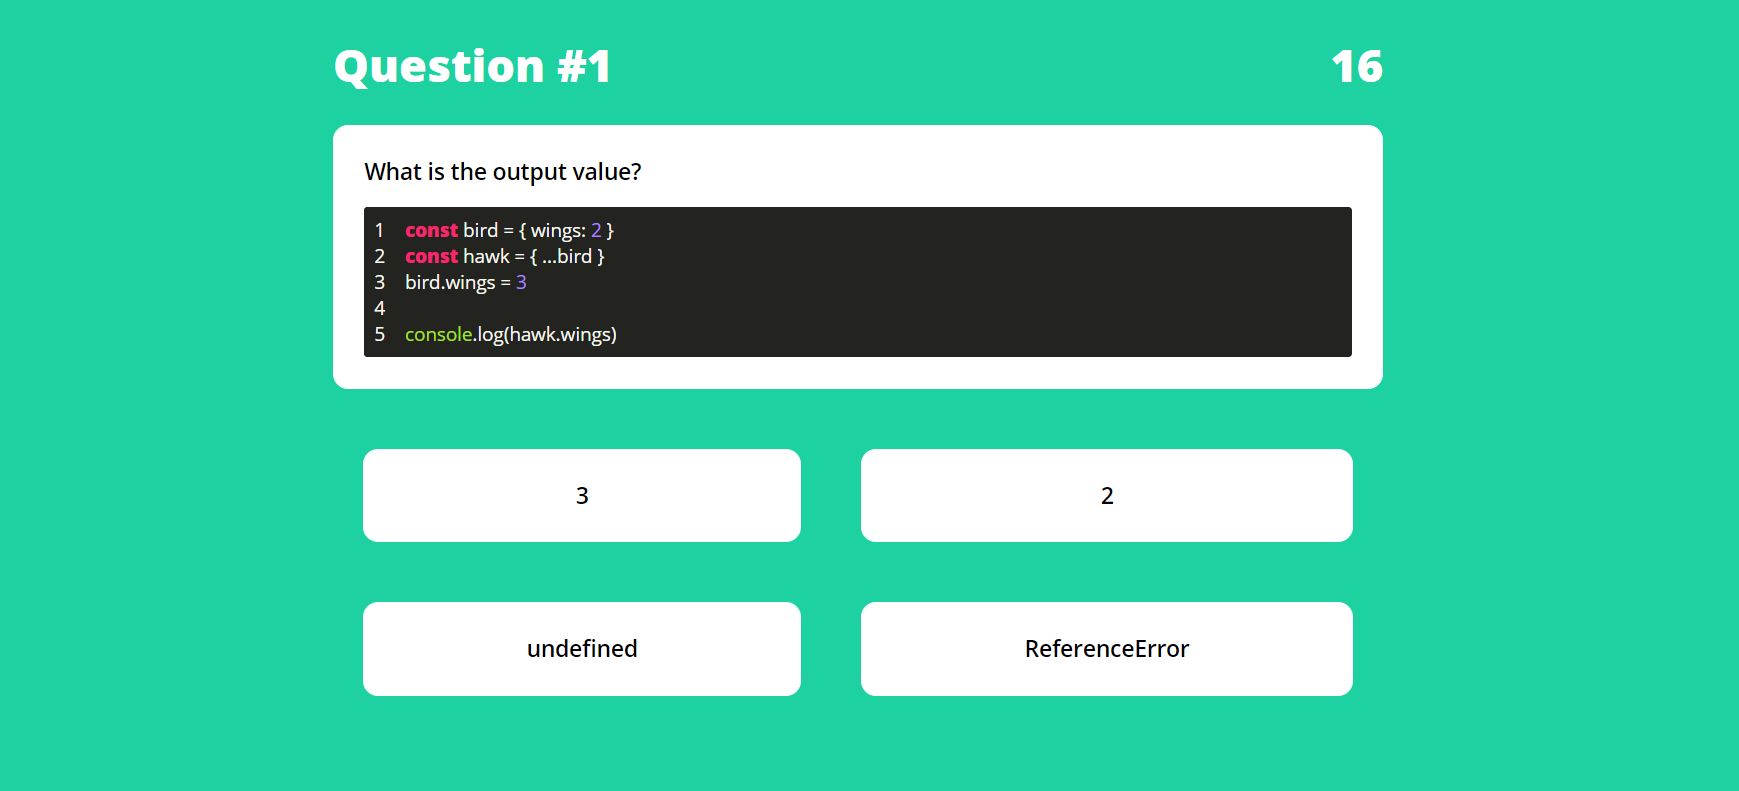 Question #1
16
What is the output value?
1 const bird = { wings: 2 }
2 const hawk = { ...bird }
3 bird.wings = 3
4
5 console.log(hawk.wings)
3
2
undefined
ReferenceError